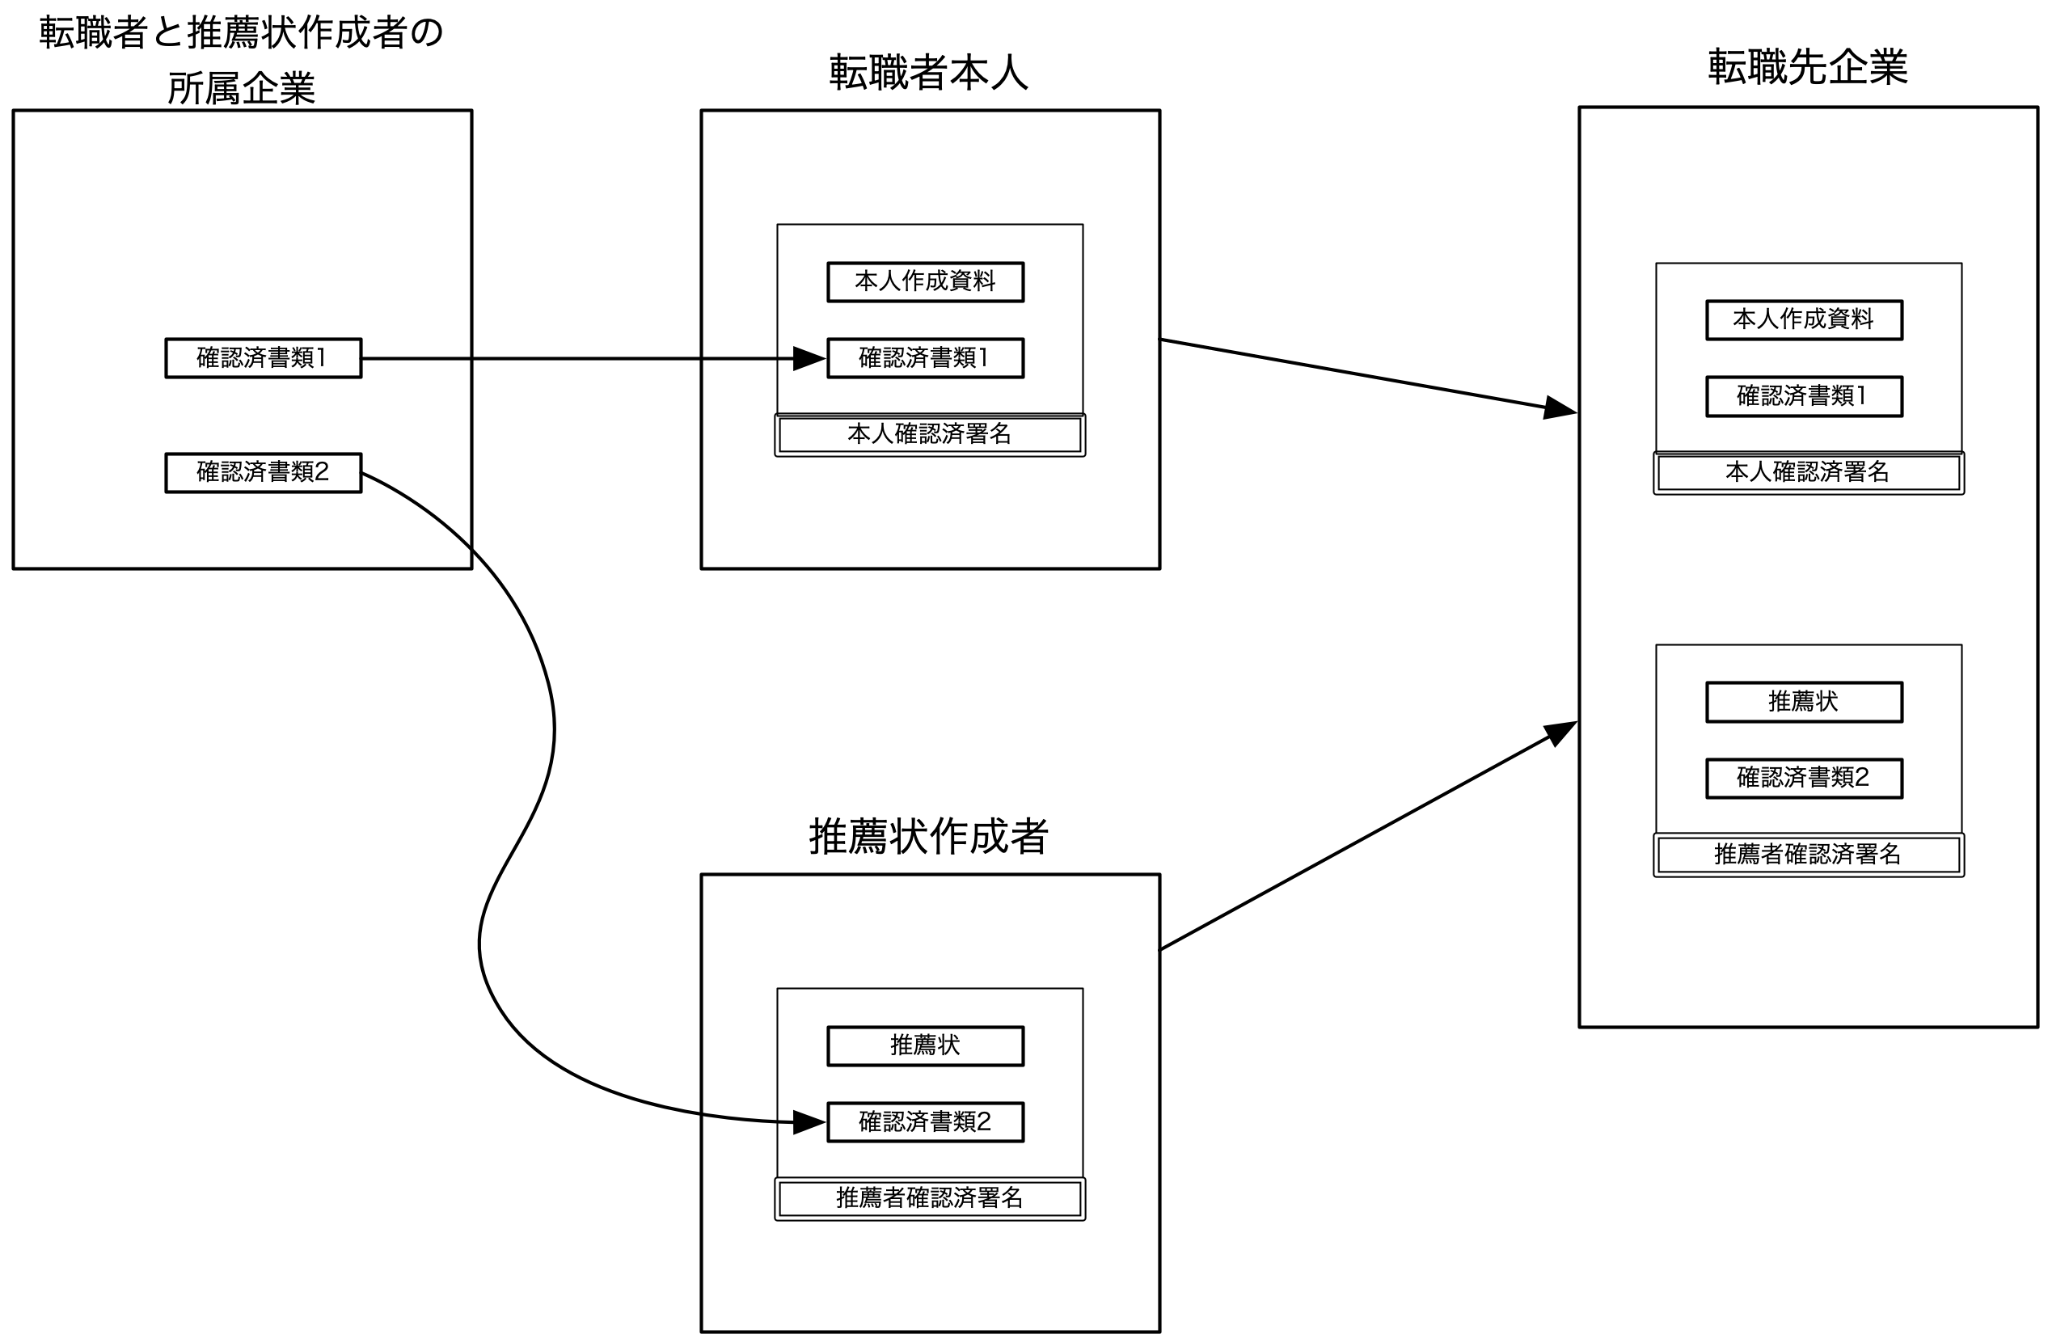 転職者と推薦状作成者の
所属企業
確認済書類1
確認済書類2
転職者本人
本人作成資料
確認済書類1
本人確認済署名
推薦状作成者
推薦状
確認済書類2
推薦者確認済署名
転職先企業
本人作成資料
確認済書類1
本人確認済署名
推薦状
確認済書類2
推薦者確認済署名